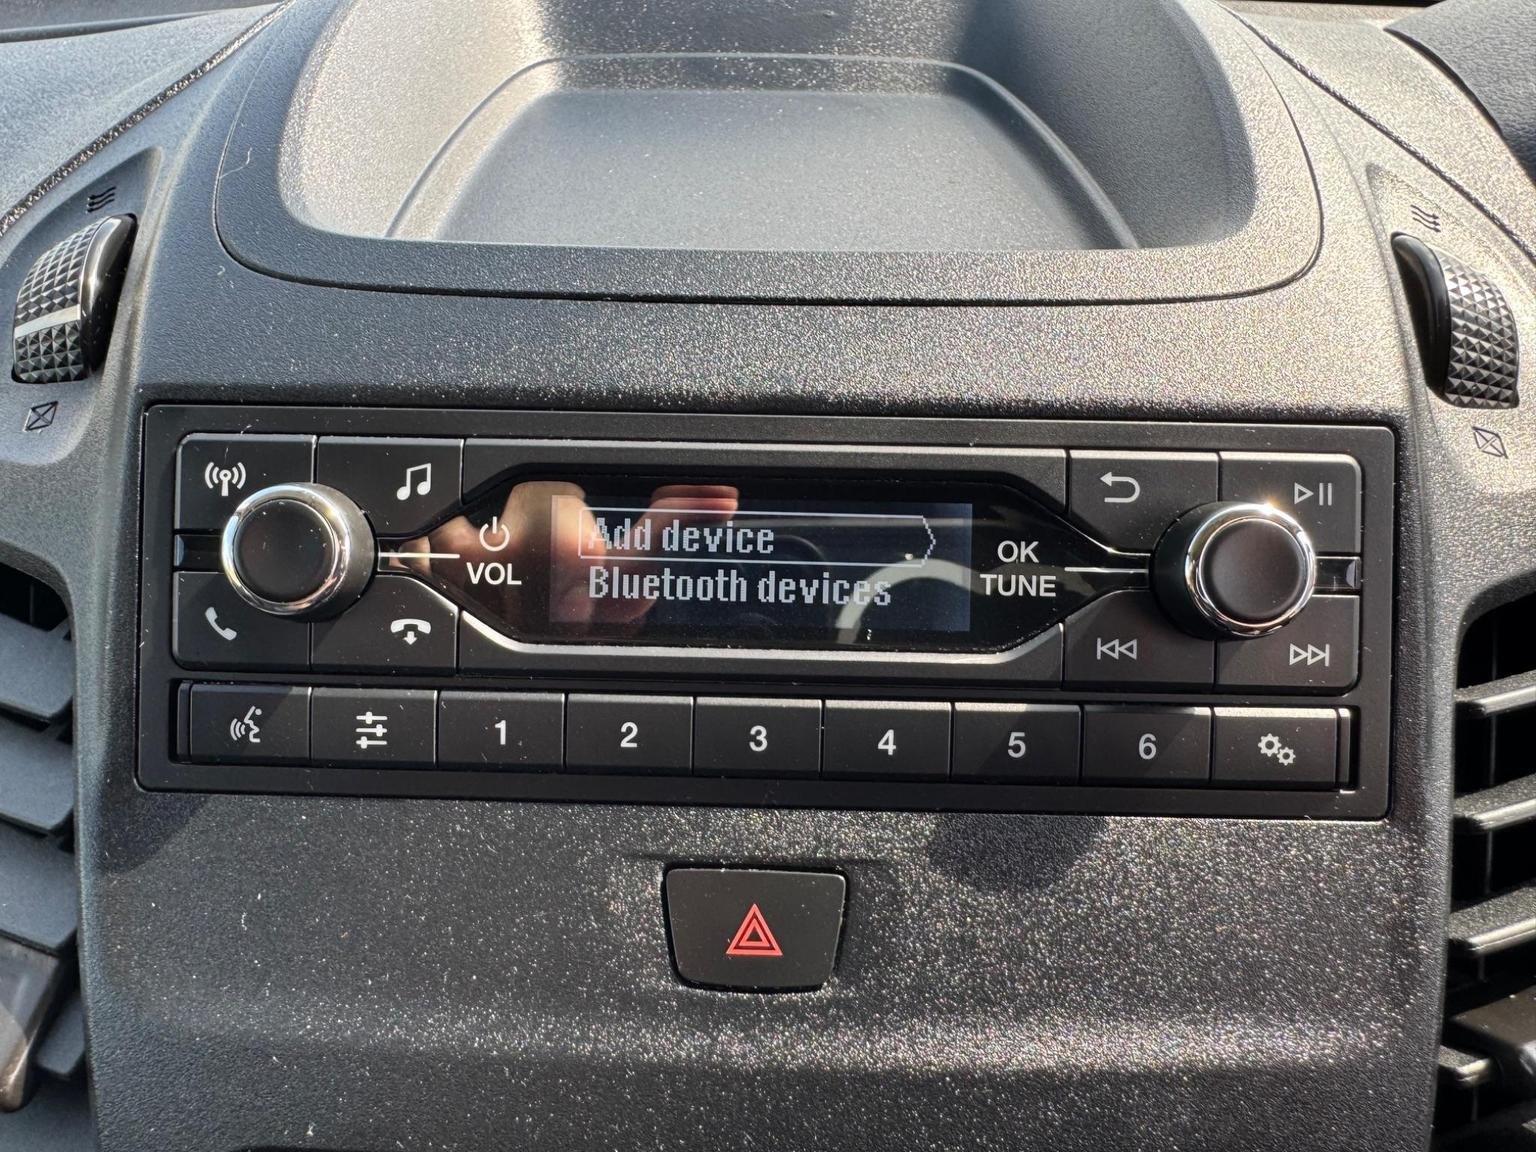 Add device
Bluetooth devices
VOL
OK
TUNE
1 2 3 4 5 6